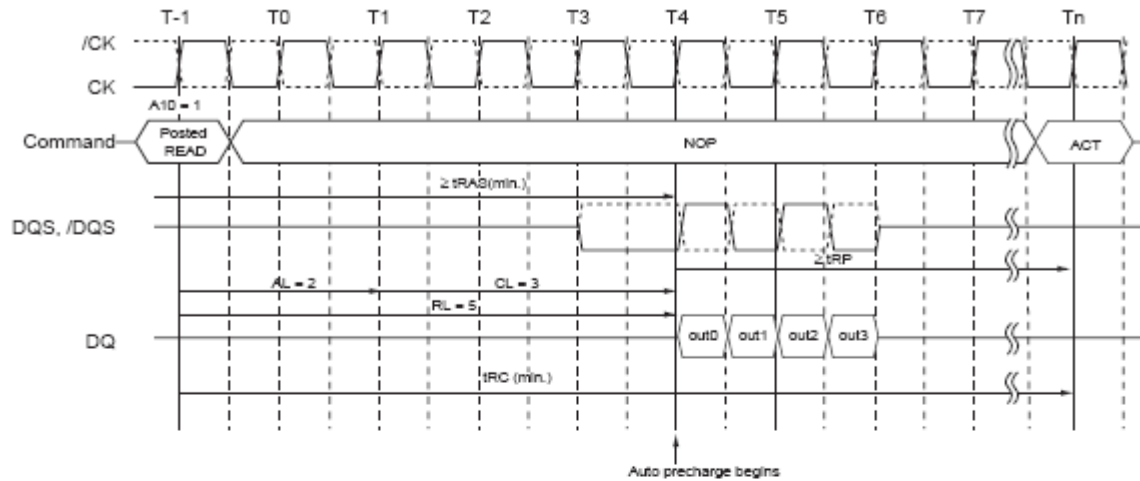 T-1 T0 T1 T2 T3 T4 T5 T6 T7 Tn
/CK
CK
A10 = 1
Command
Posted
READ
NOP
ACT
≥ tRAS(min.)
DQS, /DQS
≥ tRP
AL = 2
CL = 3
RL = 5
DQ
out0 out1 out2 out3
tRC (min.)
Auto precharge begins